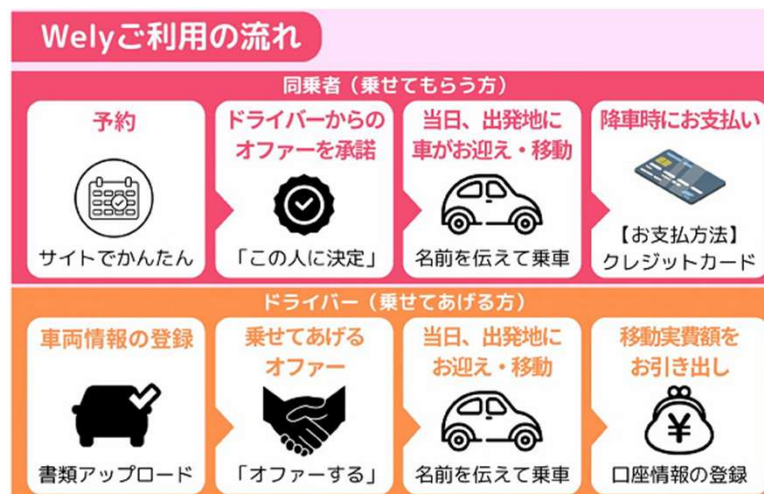 Welyご利用の流れ
同乗者（乗せてもらう方）
予約
サイトでかんたん
ドライバーからの
オファーを承諾
「この人に決定」
当日、出発地に
車がお迎え・移動
名前を伝えて乗車
降車時にお支払い
【お支払方法】
クレジットカード
ドライバー（乗せてあげる方）
車両情報の登録
書類アップロード
乗せてあげる
オファー
「オファーする」
当日、出発地に
お迎え・移動
名前を伝えて乗車
移動実費額を
お引き出し
¥
口座情報の登録